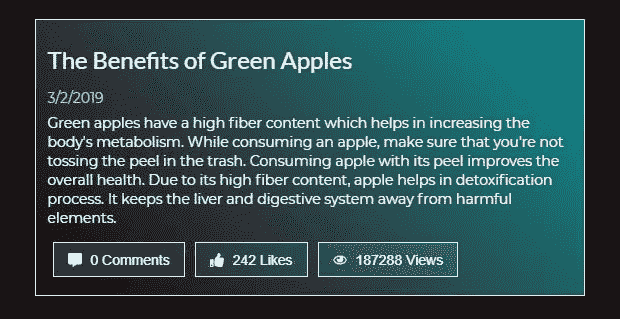 The Benefits of Green Apples
3/2/2019
Green apples have a high fiber content which helps in increasing the
body's metabolism. While consuming an apple, make sure that you're not
tossing the peel in the trash. Consuming apple with its peel improves the
overall health. Due to its high fiber content, apple helps in detoxification
process. It keeps the liver and digestive system away from harmful
elements.
0 Comments 242 Likes 187288 Views